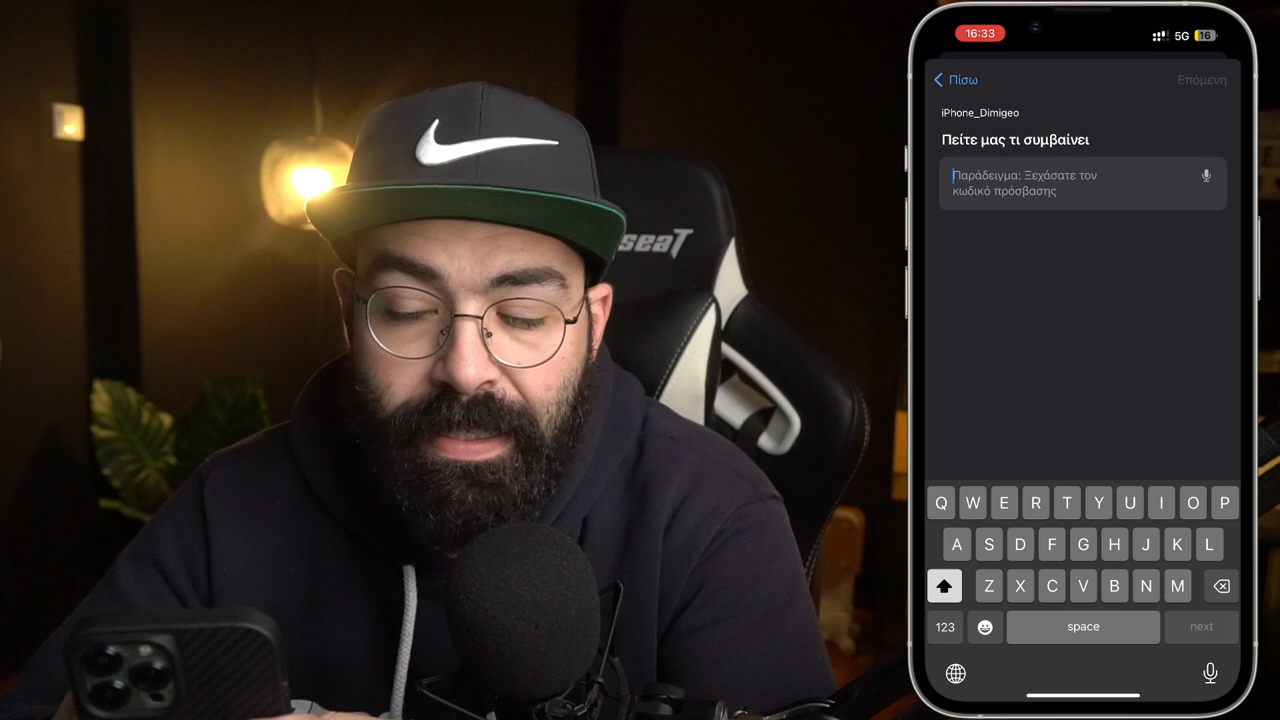 seaT
16:33
5G
16
Πίσω
Επόμενη
iPhone_Dimigeo
Πείτε μας τι συμβαίνει
Παράδειγμα: Ξεχάσατε τον
κωδικό πρόσβασης
Q W E R T Y U I O P
A S D F G H J K L
Z X C V B N M
123
space
next